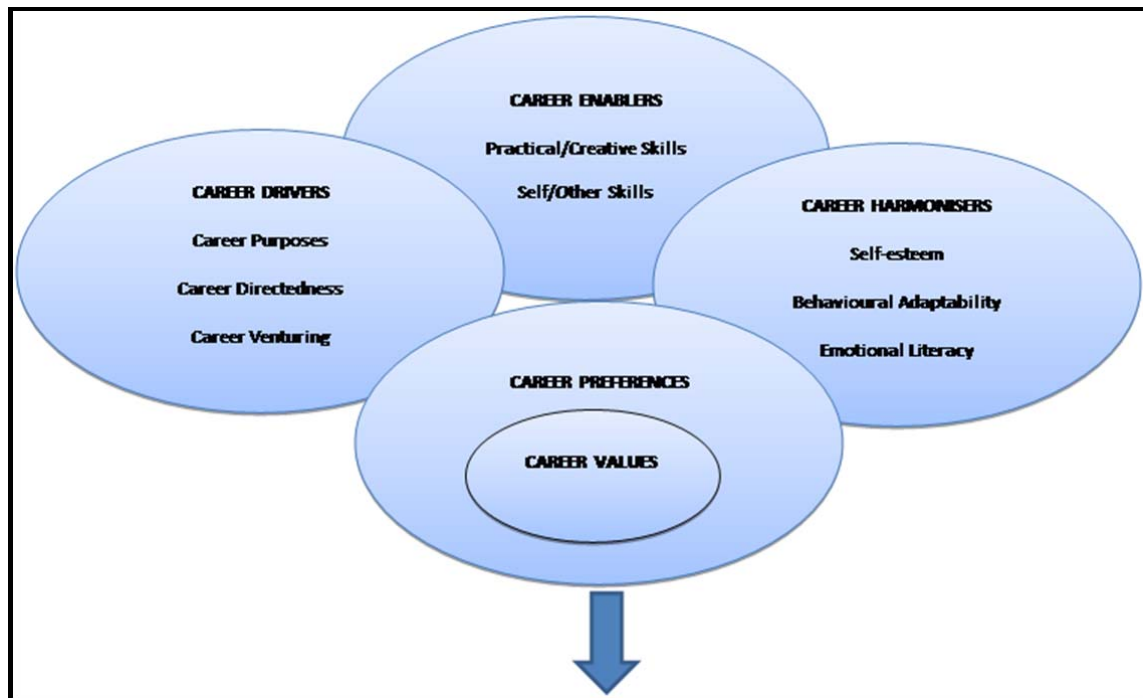 CAREER ENABLERS
Practical/Creative Skills
Self/Other Skills
CAREER DRIVERS
Career Purposes
Career Directedness
Career Venturing
CAREER HARMONISERS
Self-esteem
Behavioural Adaptability
Emotional Literacy
CAREER PREFERENCES
CAREER VALUES